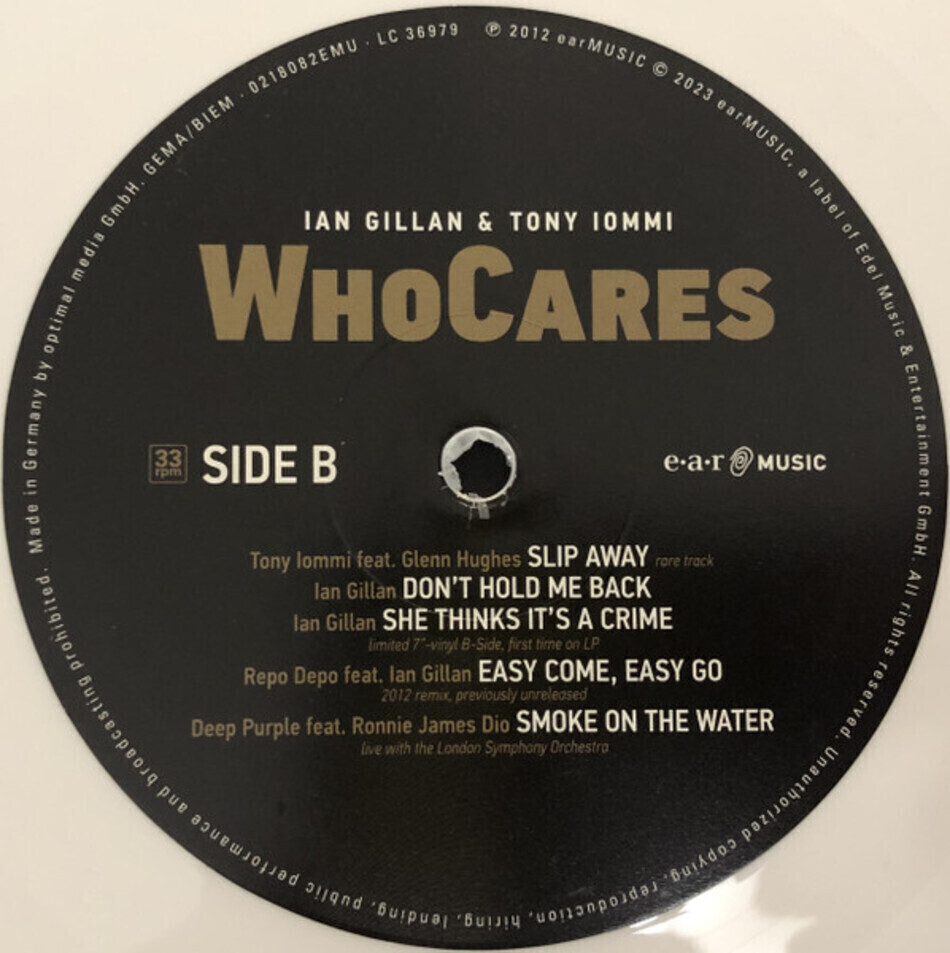 Made in Germany by optimal media GmbH. GEMA/BIEM · 0218082EMU · LC 36979 ℗ 2012 earMUSIC © 2023 earMUSIC, a label of Edel Music & Entertainment GmbH. All rights reserved. Unauthorized copying, reproduction, hiring, lending, public performance and broadcasting prohibited.
IAN GILLAN & TONY IOMMI
WHOCARES
33 rpm
SIDE B
e·a·r MUSIC
Tony Iommi feat. Glenn Hughes SLIP AWAY rare track
Ian Gillan DON'T HOLD ME BACK
Ian Gillan SHE THINKS IT'S A CRIME
limited 7"-vinyl B-Side, first time on LP
Repo Depo feat. Ian Gillan EASY COME, EASY GO
2012 remix, previously unreleased
Deep Purple feat. Ronnie James Dio SMOKE ON THE WATER
live with the London Symphony Orchestra